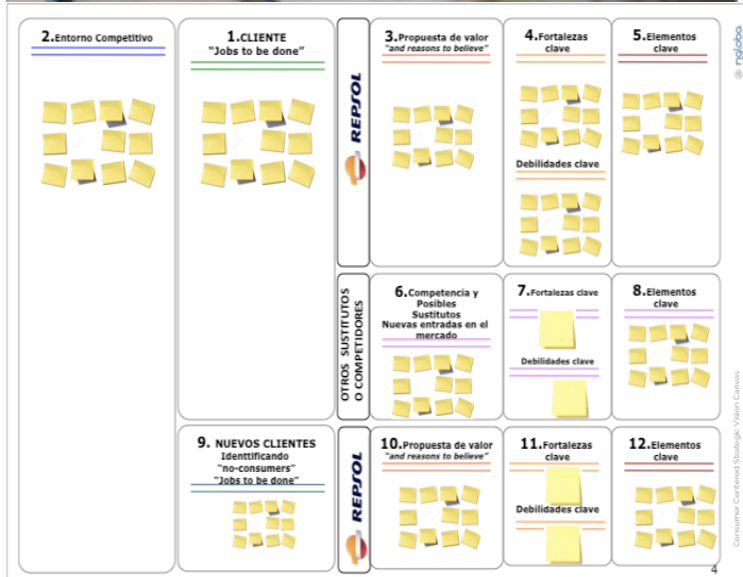 2.Entorno Competitivo
1.CLIENTE
“Jobs to be done”
REPSOL
3.Propuesta de valor
"and reasons to believe"
4.Fortalezas
clave
Debilidades clave
5.Elementos
clave
OTROS SUSTITUTOS
O COMPETIDORES
6.Competencia y
Posibles
Sustitutos
Nuevas entradas en el
mercado
7.Fortalezas clave
Debilidades clave
8.Elementos
clave
9. NUEVOS CLIENTES
Identtificando
“no-consumers”
“Jobs to be done”
REPSOL
10.Propuesta de valor
"and reasons to believe"
11.Fortalezas
clave
Debilidades clave
12.Elementos
clave
Consumer Centered Strategic Vision Canvas
4